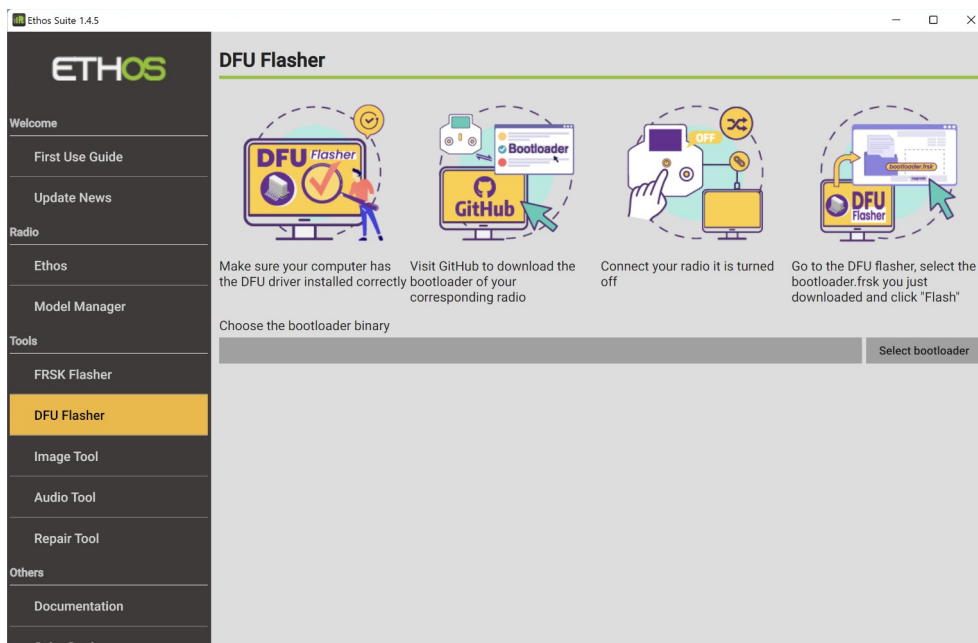 Ethos Suite 1.4.5
ETHOS
Welcome
First Use Guide
Update News
Radio
Ethos
Model Manager
Tools
FRSK Flasher
DFU Flasher
Image Tool
Audio Tool
Repair Tool
Others
Documentation
DFU Flasher
DFU Flasher
Bootloader
GitHub
OFF
bootloader.frsk
DFU
Flasher
Make sure your computer has
the DFU driver installed correctly
Visit GitHub to download the
bootloader of your
corresponding radio
Connect your radio it is turned
off
Go to the DFU flasher, select the
bootloader.frsk you just
downloaded and click "Flash"
Choose the bootloader binary
Select bootloader